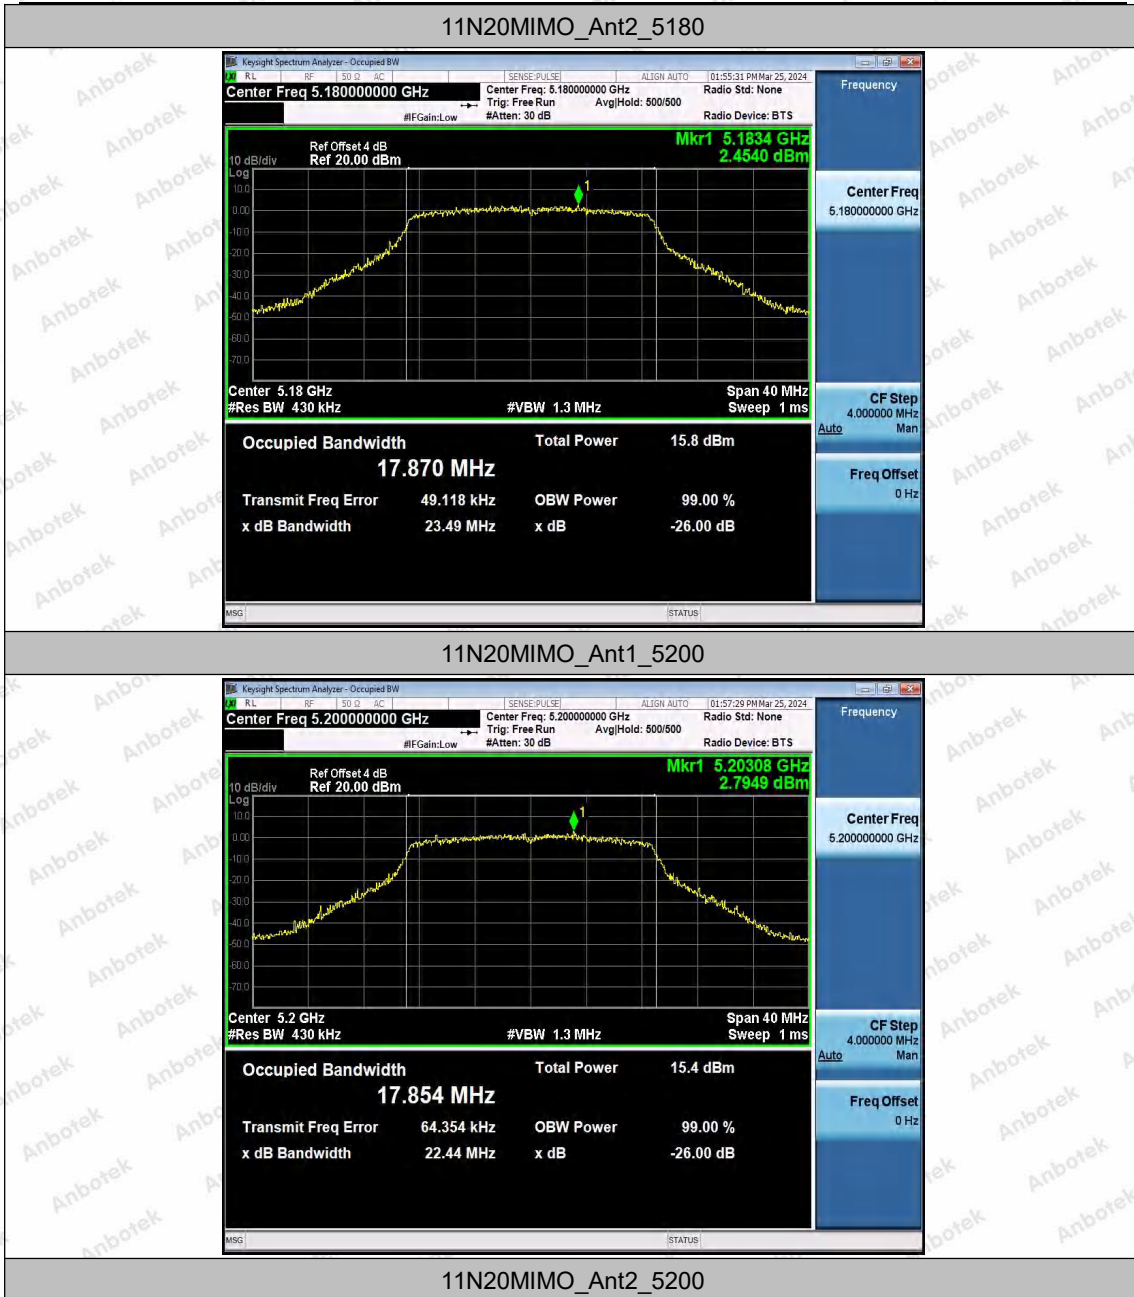 11N20MIMO_Ant2_5180
Keysight Spectrum Analyzer - Occupied BW
LXI RL RF 50 Ω AC SENSE:PULSE ALIGN AUTO 01:55:31 PM Mar 25, 2024
Center Freq 5.180000000 GHz
Center Freq: 5.180000000 GHz
Radio Std: None
Trig: Free Run Avg|Hold: 500/500
#IFGain:Low #Atten: 30 dB Radio Device: BTS
Frequency
Mkr1 5.1834 GHz
2.4540 dBm
Ref Offset 4 dB
10 dB/div Ref 20.00 dBm
Log
10.0
0.00
-10.0
-20.0
-30.0
-40.0
-50.0
-60.0
-70.0
1
Center 5.18 GHz Span 40 MHz
#Res BW 430 kHz #VBW 1.3 MHz Sweep 1 ms
Center Freq
5.180000000 GHz
CF Step
4.000000 MHz
Auto Man
Freq Offset
0 Hz
Occupied Bandwidth Total Power 15.8 dBm
17.870 MHz
Transmit Freq Error 49.118 kHz OBW Power 99.00 %
x dB Bandwidth 23.49 MHz x dB -26.00 dB
MSG STATUS
11N20MIMO_Ant1_5200
Keysight Spectrum Analyzer - Occupied BW
LXI RL RF 50 Ω AC SENSE:PULSE ALIGN AUTO 01:57:29 PM Mar 25, 2024
Center Freq 5.200000000 GHz
Center Freq: 5.200000000 GHz
Radio Std: None
Trig: Free Run Avg|Hold: 500/500
#IFGain:Low #Atten: 30 dB Radio Device: BTS
Frequency
Mkr1 5.20308 GHz
2.7949 dBm
Ref Offset 4 dB
10 dB/div Ref 20.00 dBm
Log
10.0
0.00
-10.0
-20.0
-30.0
-40.0
-50.0
-60.0
-70.0
1
Center 5.2 GHz Span 40 MHz
#Res BW 430 kHz #VBW 1.3 MHz Sweep 1 ms
Center Freq
5.200000000 GHz
CF Step
4.000000 MHz
Auto Man
Freq Offset
0 Hz
Occupied Bandwidth Total Power 15.4 dBm
17.854 MHz
Transmit Freq Error 64.354 kHz OBW Power 99.00 %
x dB Bandwidth 22.44 MHz x dB -26.00 dB
MSG STATUS
11N20MIMO_Ant2_5200